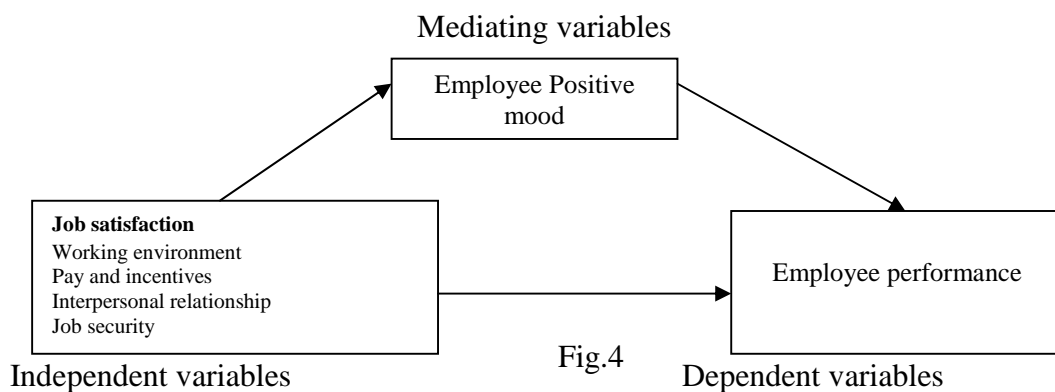 Mediating variables
Employee Positive
mood
Job satisfaction
Working environment
Pay and incentives
Interpersonal relationship
Job security
Employee performance
Fig.4
Independent variables
Dependent variables